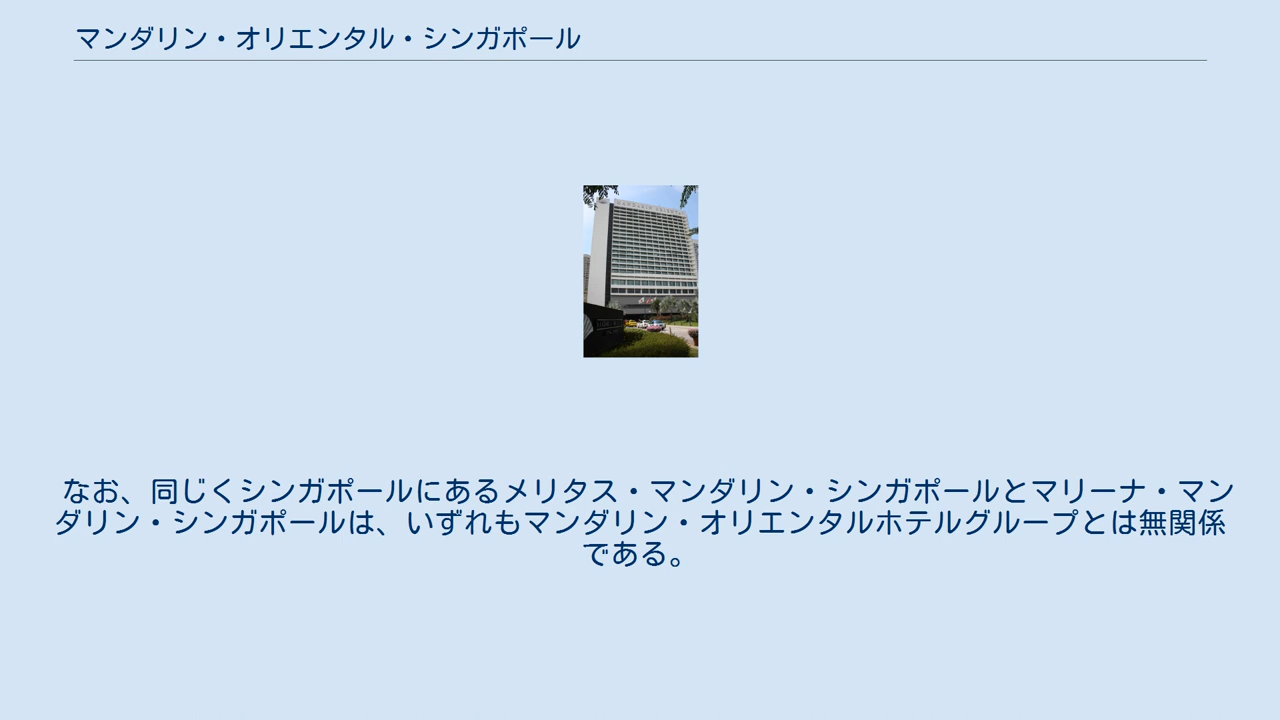 マンダリン・オリエンタル・シンガポール
なお、同じくシンガポールにあるメリタス・マンダリン・シンガポールとマリーナ・マン
ダリン・シンガポールは、いずれもマンダリン・オリエンタルホテルグループとは無関係
である。